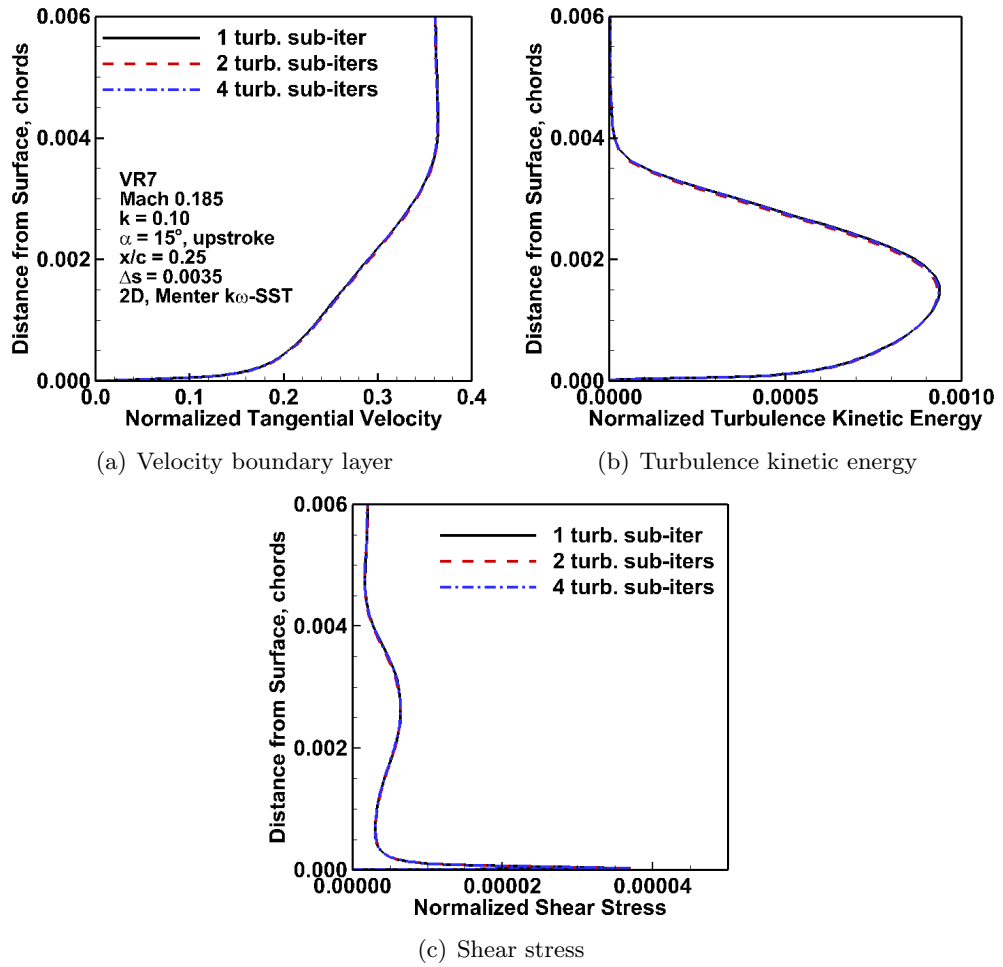 0.006
0.004
0.002
0.000
Distance from Surface, chords
1 turb. sub-iter
2 turb. sub-iters
4 turb. sub-iters
VR7
Mach 0.185
k = 0.10
α = 15°, upstroke
x/c = 0.25
Δs = 0.0035
2D, Menter kω-SST
0.0 0.1 0.2 0.3 0.4
Normalized Tangential Velocity
(a) Velocity boundary layer
0.006
0.004
0.002
0.000
Distance from Surface, chords
0.0000 0.0005 0.0010
Normalized Turbulence Kinetic Energy
(b) Turbulence kinetic energy
0.006
0.004
0.002
0.000
Distance from Surface, chords
1 turb. sub-iter
2 turb. sub-iters
4 turb. sub-iters
0.00000 0.00002 0.00004
Normalized Shear Stress
(c) Shear stress